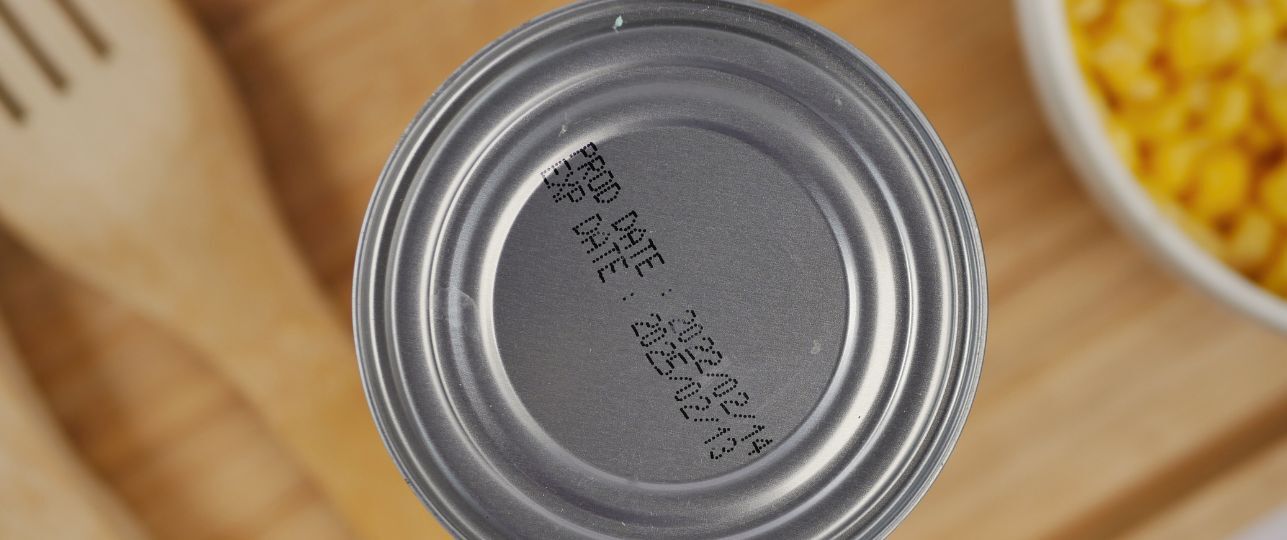 PROD DATE : 2022/02/14
EXP DATE : 2025/02/13